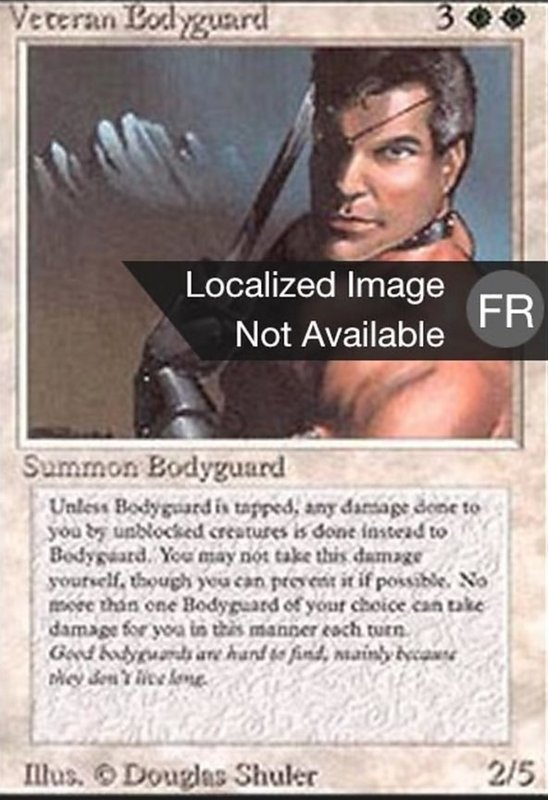 Veteran Bodyguard 3
Localized Image
Not Available
FR
Summon Bodyguard
Unless Bodyguard is tapped, any damage done to
you by unblocked creatures is done instead to
Bodyguard. You may not take this damage
yourself, though you can prevent it if possible. No
more than one Bodyguard of your choice can take
damage for you in this manner each turn.
Good bodyguards are hard to find, mainly because
they don't live long.
Illus. © Douglas Shuler 2/5